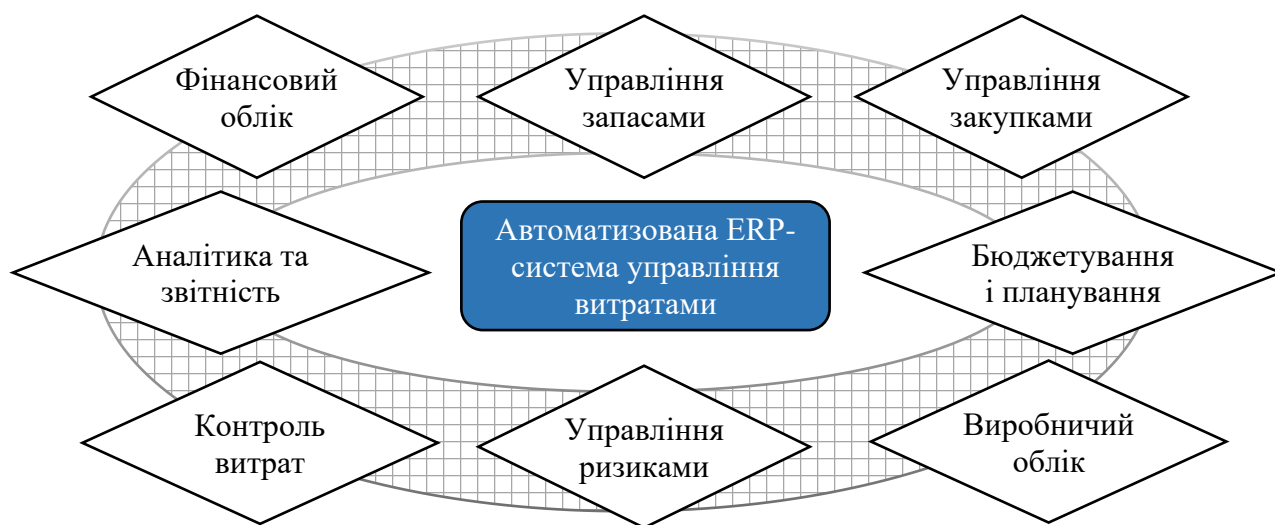 Фінансовий
облік
Управління
запасами
Управління
закупками
Аналітика та
звітність
Автоматизована ERP-
система управління
витратами
Бюджетування
і планування
Контроль
витрат
Управління
ризиками
Виробничий
облік